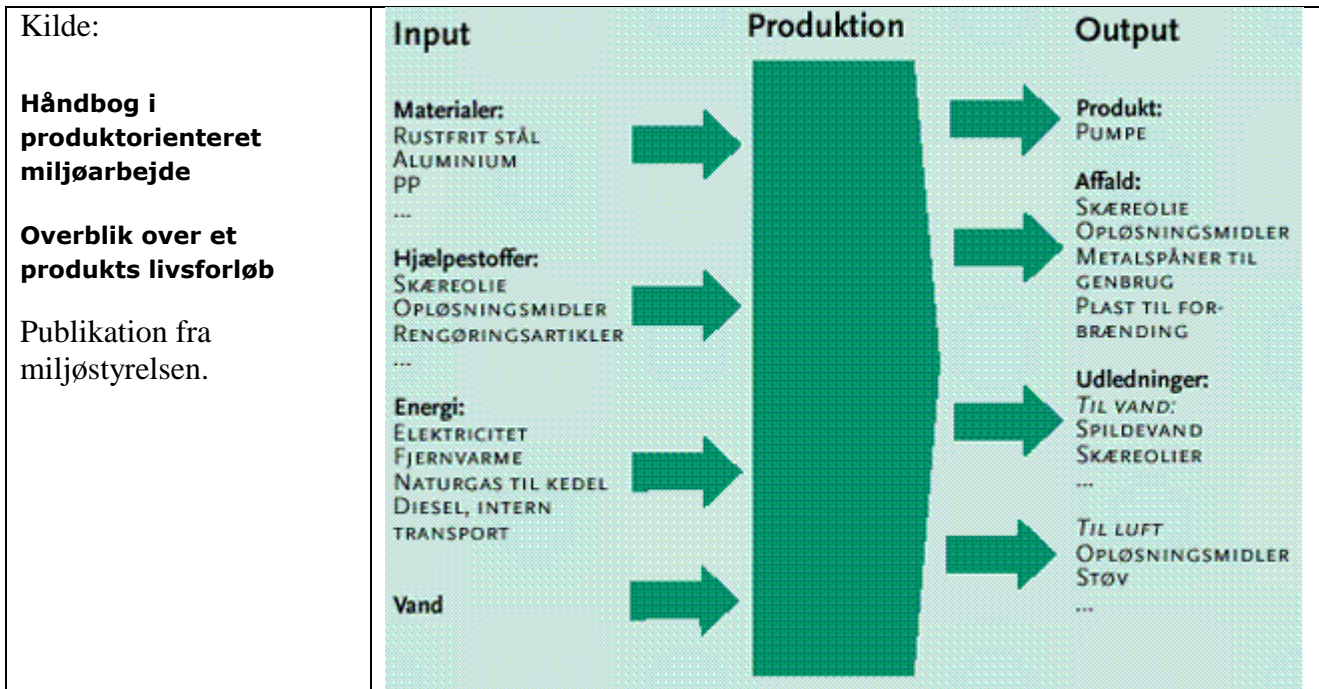 Kilde:
Håndbog i
produktorienteret
miljøarbejde
Overblik over et
produkts livsforløb
Publikation fra
miljøstyrelsen.
Input
Materialer:
RUSTFRIT STÅL
ALUMINIUM
PP
...
Hjælpestoffer:
SKÆREOLIE
OPLØSNINGSMIDLER
RENGØRINGSARTIKLER
...
Energi:
ELEKTRICITET
FJERNVARME
NATURGAS TIL KEDEL
DIESEL, INTERN
TRANSPORT
Vand
Produktion
Output
Produkt:
PUMPE
Affald:
SKÆREOLIE
OPLØSNINGSMIDLER
METALSPÅNER TIL
GENBRUG
PLAST TIL FOR-
BRÆNDING
Udledninger:
TIL VAND:
SPILDEVAND
SKÆREOLIER
...
TIL LUFT
OPLØSNINGSMIDLER
STØV
...